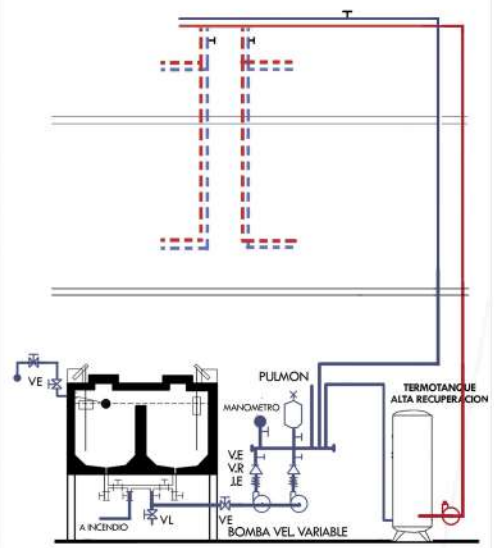 PULMON
TERMOTANQUE
ALTA RECUPERACION
VE
MANOMETRO
V.E
V.R
J.E
A INCENDIO
VL
VE
BOMBA VEL. VARIABLE